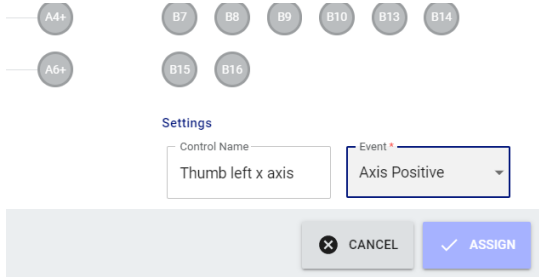 A4+ B7 B8 B9 B10 B13 B14
A6+ B15 B16
Settings
Control Name Event *
Thumb left x axis Axis Positive
CANCEL ASSIGN